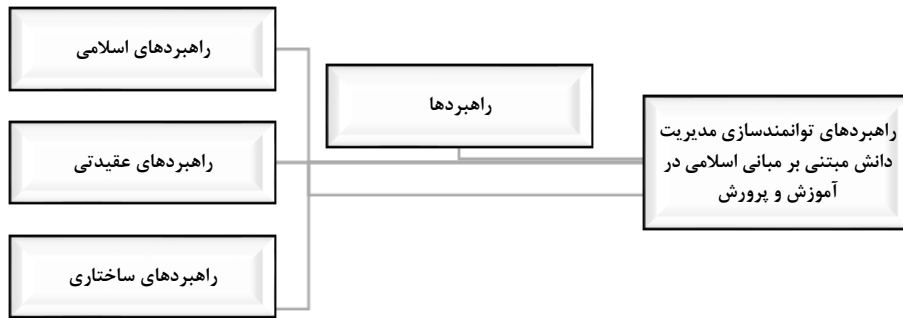 راهبردهای توانمندسازی مدیریت
دانش مبتنی بر مبانی اسلامی در
آموزش و پرورش
راهبردها
راهبردهای اسلامی
راهبردهای عقیدتی
راهبردهای ساختاری